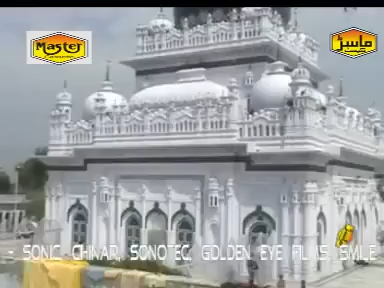 Master ماسٹر
- SONIC, CHINAR, SONOTEC, GOLDEN EYE FILMS, SMILE